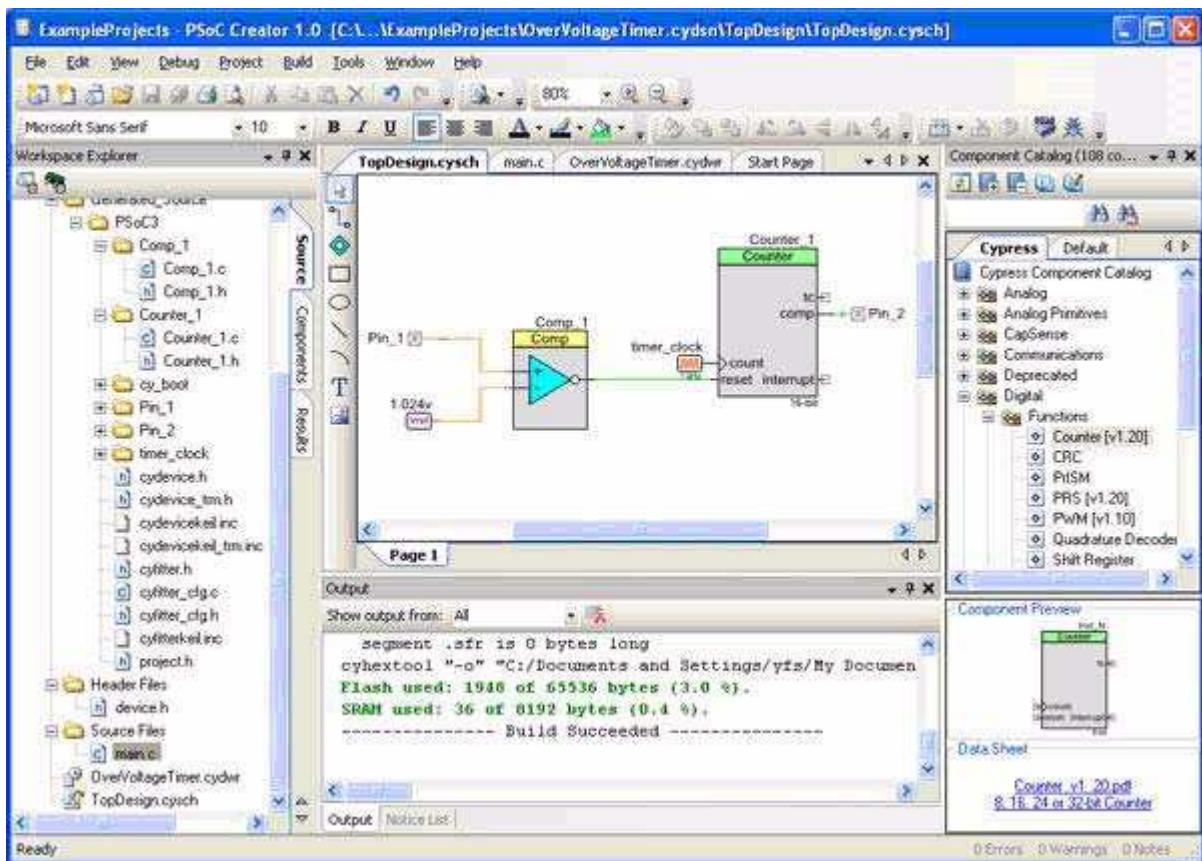 ExampleProjects - PSoC Creator 1.0 [C:\...\ExampleProjects\OverVoltageTimer.cydsn\TopDesign\TopDesign.cysch]
File Edit View Debug Project Build Tools Window Help
80%
Microsoft Sans Serif 10 B I U A
Workspace Explorer
Generated_Source
PSoC3
Comp_1
Comp_1.c
Comp_1.h
Counter_1
Counter_1.c
Counter_1.h
cy_boot
Pin_1
Pin_2
timer_clock
cydevice.h
cydevice_trm.h
cydevicekeil.inc
cydevicekeil_trm.inc
cyfitter.h
cyfitter_cfg.c
cyfitter_cfg.h
cyfitterkeil.inc
project.h
Header Files
device.h
Source Files
main.c
OverVoltageTimer.cydwr
TopDesign.cysch
Source
Components
Results
TopDesign.cysch main.c OverVoltageTimer.cydwr Start Page
T
Counter_1
Counter
tc
comp
Pin_2
Comp_1
Comp
Pin_1
timer_clock
count
reset interrupt
16-bit
1.024v
Vref
Page 1
Output
Show output from: All
segment .sfr is 0 bytes long
cyhextool "-o" "C:/Documents and Settings/yfs/My Documen
Flash used: 1948 of 65536 bytes (3.0 %).
SRAM used: 36 of 8192 bytes (0.4 %).
--------------- Build Succeeded ---------------
Output Notice List
Component Catalog (108 co...
Cypress Default
Cypress Component Catalog
Analog
Analog Primitives
CapSense
Communications
Deprecated
Digital
Functions
Counter [v1.20]
CRC
PrISM
PRS [v1.20]
PWM [v1.10]
Quadrature Decoder
Shift Register
Component Preview
Inst_N
Counter
Data Sheet
Counter_v1_20.pdf
8, 16, 24 or 32-bit Counter
Ready
0 Errors 0 Warnings 0 Notes